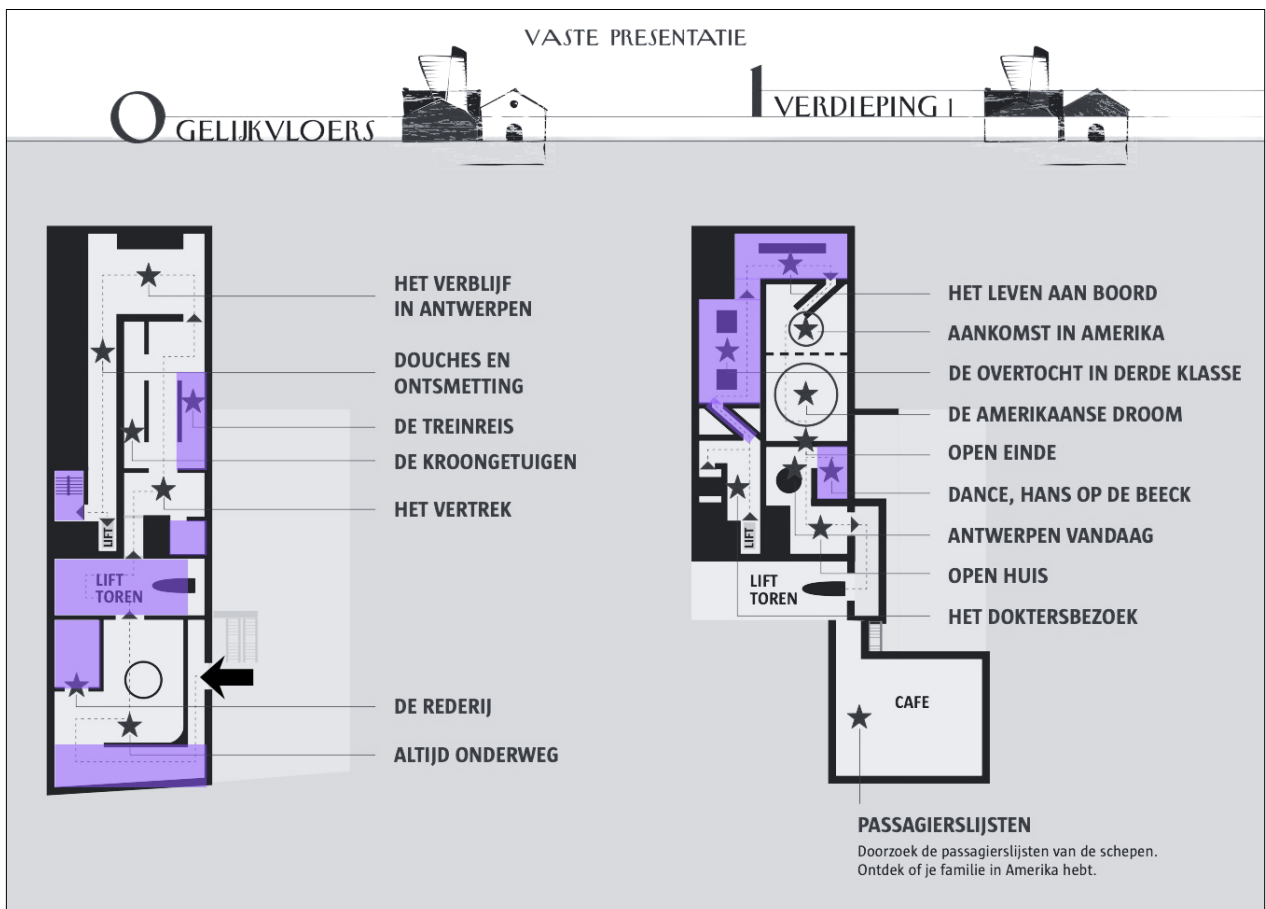 VASTE PRESENTATIE
0 GELIJKVLOERS
1 VERDIEPING 1
HET VERBLIJF
IN ANTWERPEN
DOUCHES EN
ONTSMETTING
DE TREINREIS
DE KROONGETUIGEN
HET VERTREK
LIFT
LIFT
TOREN
DE REDERIJ
ALTIJD ONDERWEG
HET LEVEN AAN BOORD
AANKOMST IN AMERIKA
DE OVERTOCHT IN DERDE KLASSE
DE AMERIKAANSE DROOM
OPEN EINDE
DANCE, HANS OP DE BEECK
ANTWERPEN VANDAAG
OPEN HUIS
HET DOKTERSBEZOEK
LIFT
LIFT
TOREN
CAFE
PASSAGIERSLIJSTEN
Doorzoek de passagierslijsten van de schepen.
Ontdek of je familie in Amerika hebt.